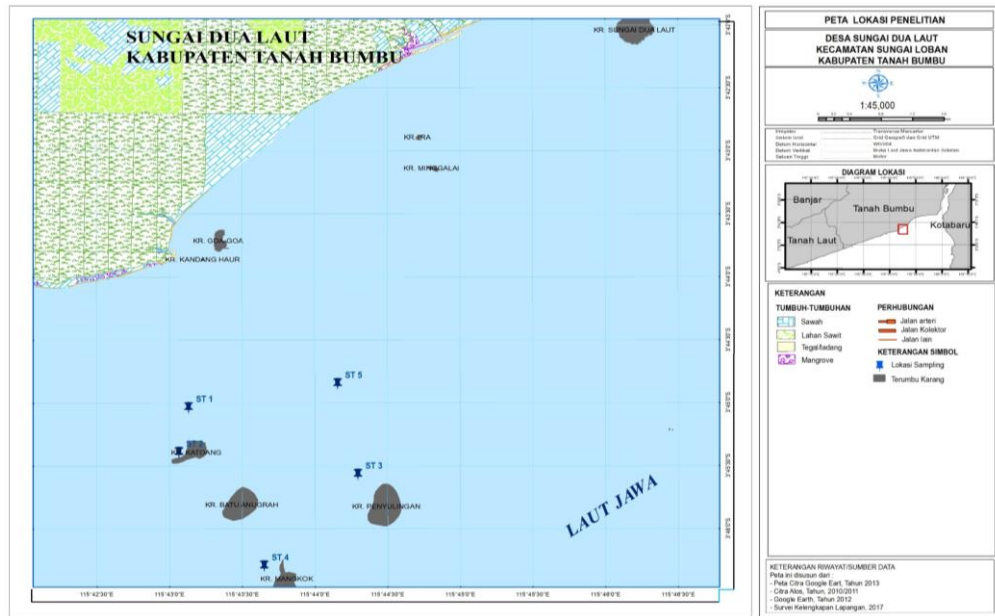 SUNGAI DUA LAUT
KABUPATEN TANAH BUMBU
KR. SUNGAI DUA LAUT
KR. MINGGALAI
KR. GOA-GOA
KR. KANDANG HAUR
ST 5
ST 1
ST 2
KR. KATOANG
ST 3
KR. BATU ANUGRAH
KR. PENYULINGAN
LAUT JAWA
ST 4
KR. MANGKOK
115°42'30"E
115°43'0"E
115°43'30"E
115°44'0"E
115°44'30"E
115°45'0"E
115°45'30"E
115°46'0"E
115°46'30"E
PETA LOKASI PENELITIAN
DESA SUNGAI DUA LAUT
KECAMATAN SUNGAI LOBAN
KABUPATEN TANAH BUMBU
1:45,000
DIAGRAM LOKASI
Banjar
Tanah Bumbu
Kotabaru
Tanah Laut
KETERANGAN
TUMBUH-TUMBUHAN
Sawah
Lahan Sawit
Tegal/ladang
Mangrove
PERHUBUNGAN
Jalan arteri
Jalan Kolektor
Jalan lain
KETERANGAN SIMBOL
Lokasi Sampling
Terumbu Karang
KETERANGAN RIWAYAT/SUMBER DATA
Peta ini disusun dari :
- Peta Citra Google Eart, Tahun 2013
- Citra Alos, Tahun, 2010/2011
- Google Earth, Tahun 2012
- Survei Kelengkapan Lapangan, 2017